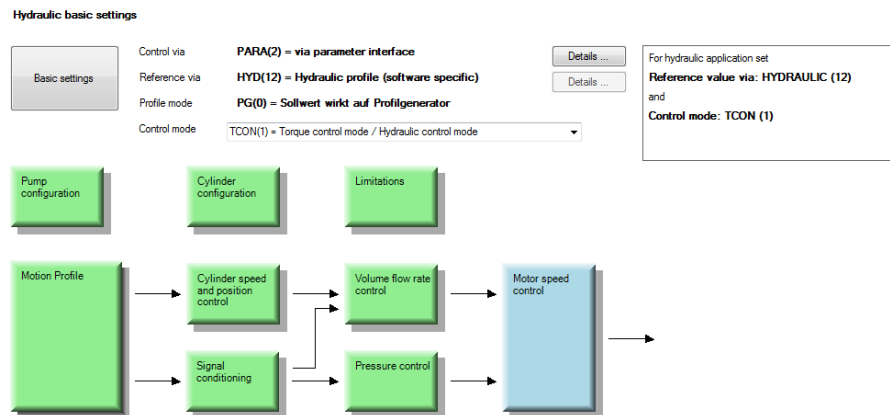 Hydraulic basic settings
Basic settings
Control via
PARA(2) = via parameter interface
Details ...
Reference via
HYD(12) = Hydraulic profile (software specific)
Details ...
Profile mode
PG(0) = Sollwert wirkt auf Profilgenerator
Control mode
TCON(1) = Torque control mode / Hydraulic control mode
For hydraulic application set
Reference value via: HYDRAULIC (12)
and
Control mode: TCON (1)
Pump
configuration
Cylinder
configuration
Limitations
Motion Profile
Cylinder speed
and position
control
Volume flow rate
control
Motor speed
control
Signal
conditioning
Pressure control